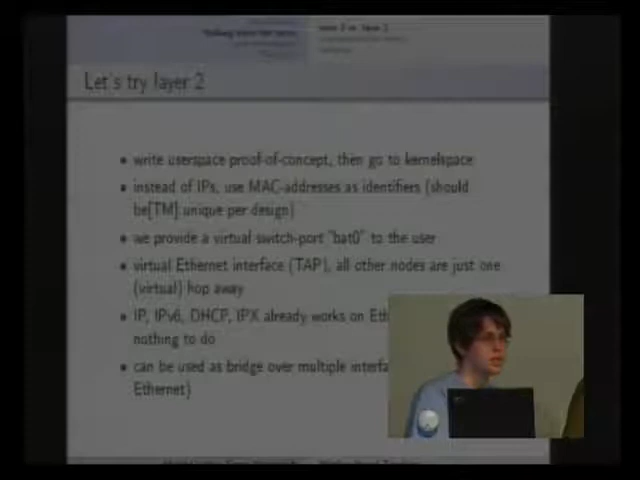 Let's try layer 2
• write userspace proof-of-concept, then go to kernelspace
• instead of IPs, use MAC-addresses as identifiers (should
be[TM] unique per design)
• we provide a virtual switch-port "bat0" to the user
• virtual Ethernet interface (TAP), all other nodes are just one
(virtual) hop away
• IP, IPv6, DHCP, IPX already works on Eth
nothing to do
• can be used as bridge over multiple interfa
Ethernet)